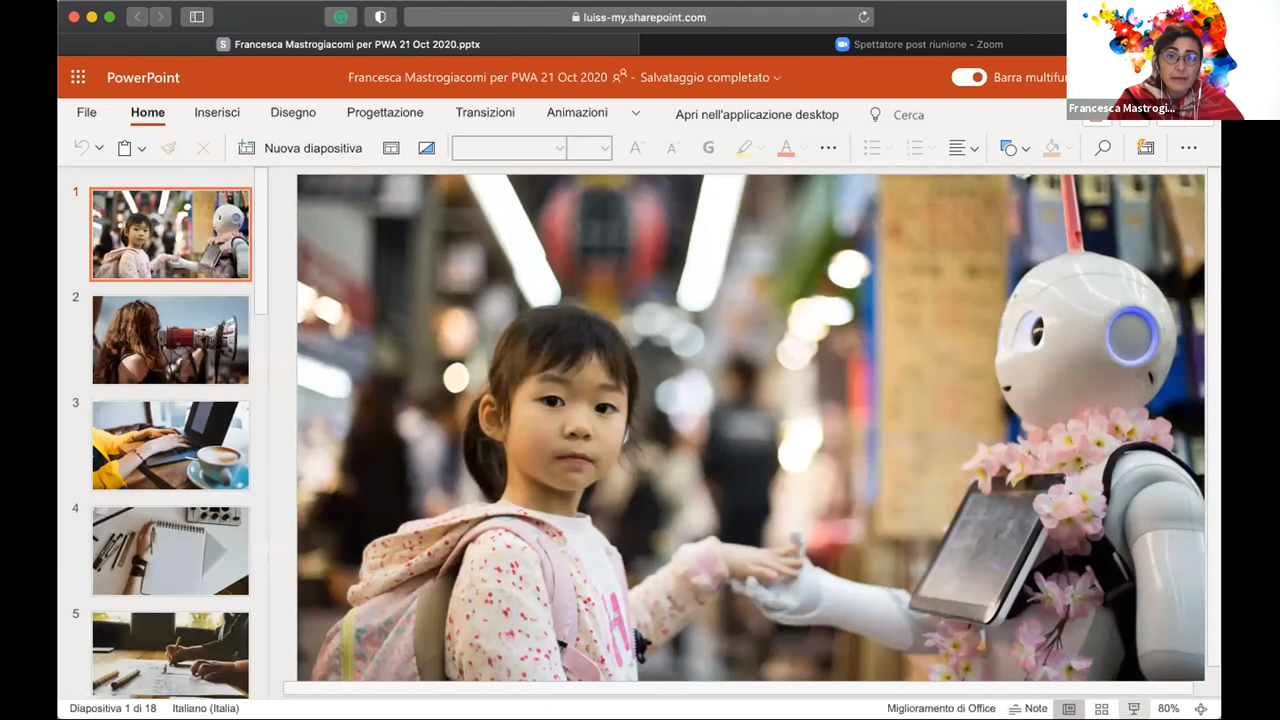 luiss-my.sharepoint.com
S Francesca Mastrogiacomi per PWA 21 Oct 2020.pptx
Spettatore post riunione - Zoom
PowerPoint
Francesca Mastrogiacomi per PWA 21 Oct 2020 - Salvataggio completato
Barra multifu
Francesca Mastrogi...
File Home Inserisci Disegno Progettazione Transizioni Animazioni Apri nell'applicazione desktop Cerca
Nuova diapositiva A A G A
1
2
3
4
5
Diapositiva 1 di 18 Italiano (Italia) Miglioramento di Office Note 80%